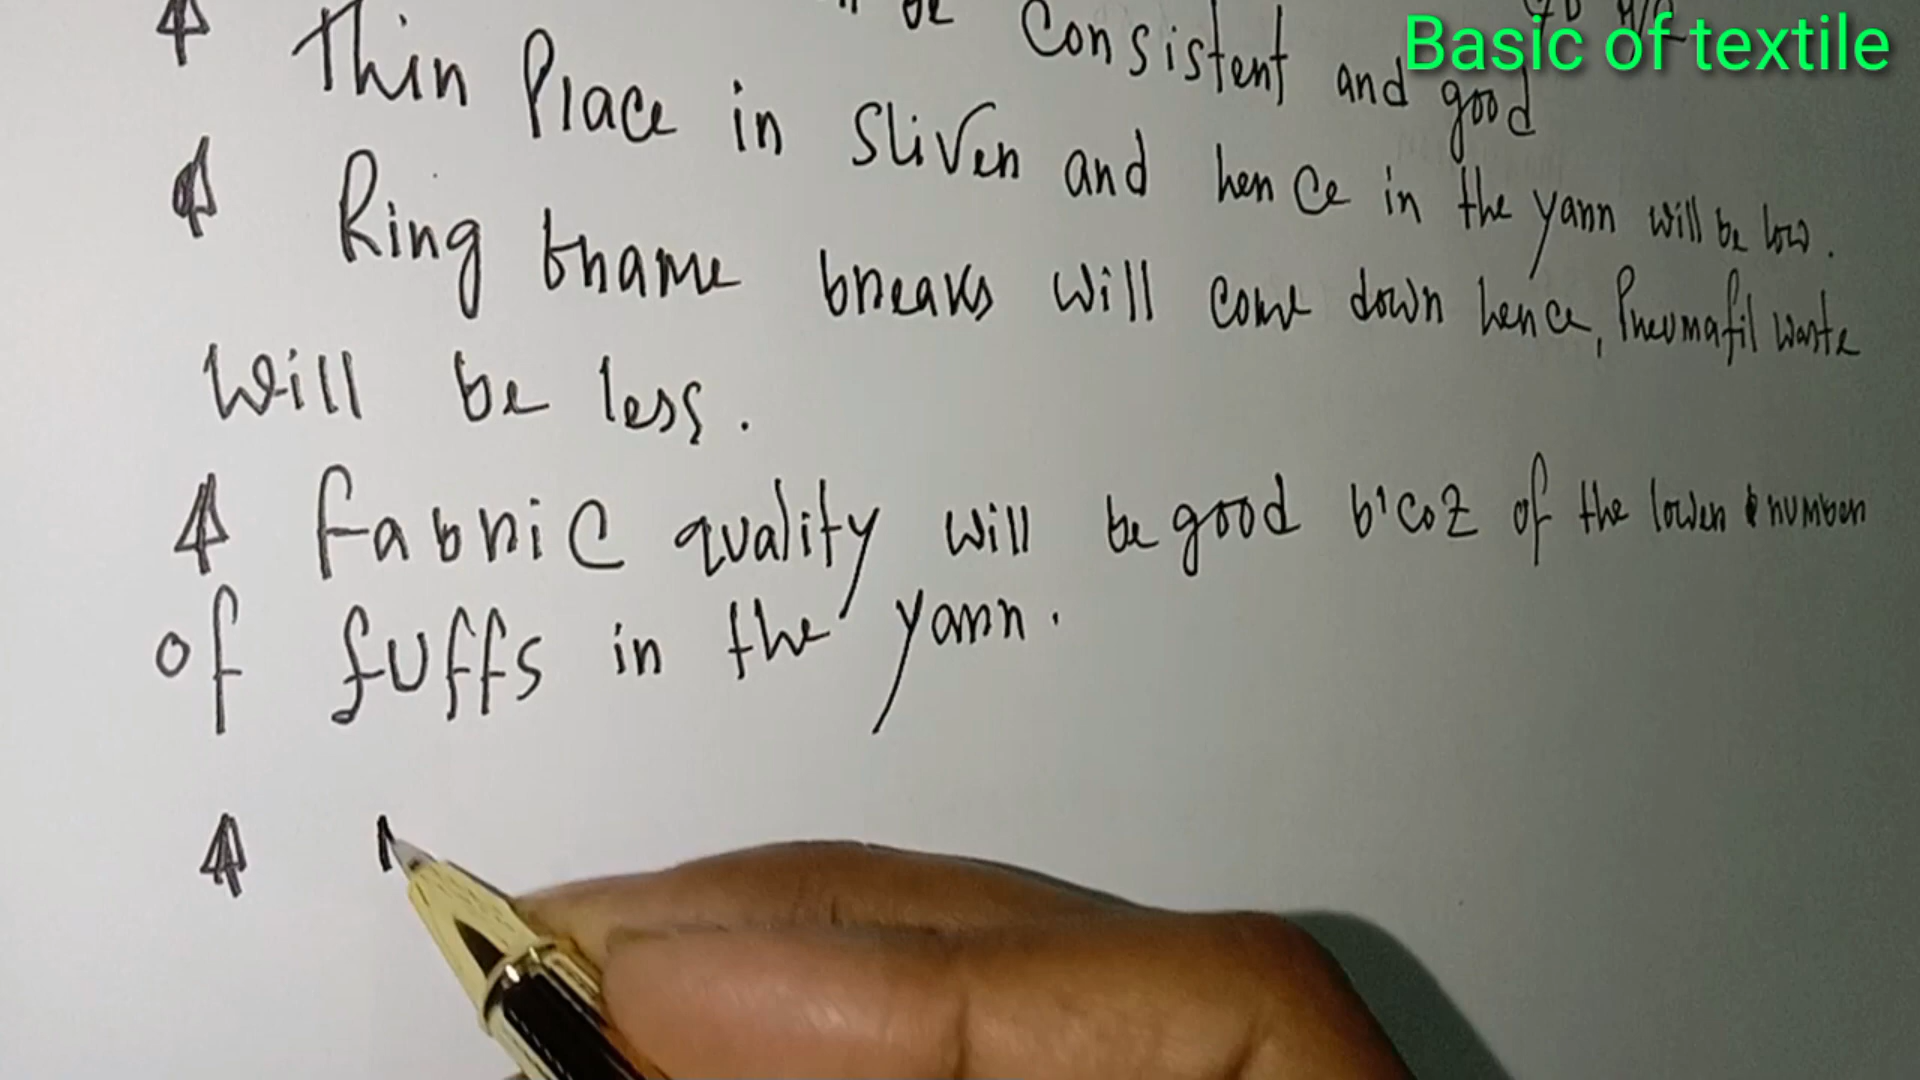 Basic of textile
be Consistent and good
Thin Place in Sliver and hence in the yarn will be low.
Ring frame breaks will come down hence, Pneumafil waste
will be less.
Fabric quality will be good b'coz of the lower number
of fuffs in the yarn.